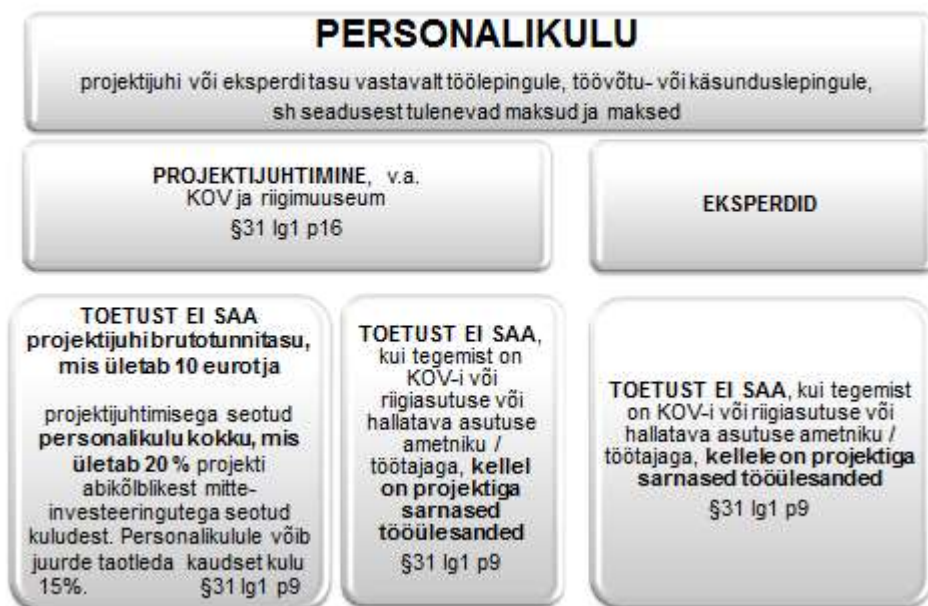 PERSONALIKULU
projektijuhi või eksperdi tasu vastavalt töölepingule, töövõtu- või käsunduslepingule,
sh seadusest tulenevad maksud ja maksed
PROJEKTIJUHTIMINE, v.a.
KOV ja riigimuuseum
§31 lg1 p16
EKSPERDID
TOETUST EI SAA
projektijuhi brutotunnitasu,
mis ületab 10 eurot ja
projektijuhtimisega seotud
personalikulu kokku, mis
ületab 20 % projekti
abikõlblikest mitte-
investeeringutega seotud
kuludest. Personalikulule võib
juurde taotleda kaudset kulu
15%. §31 lg1 p9
TOETUST EI SAA,
kui tegemist on
KOV-i või
riigiasutuse või
hallatava asutuse
ametniku /
töötajaga, kellel
on projektiga
sarnased
tööülesanded
§31 lg1 p9
TOETUST EI SAA, kui tegemist
on KOV-i või riigiasutuse või
hallatava asutuse ametniku /
töötajaga, kellele on projektiga
sarnased tööülesanded
§31 lg1 p9